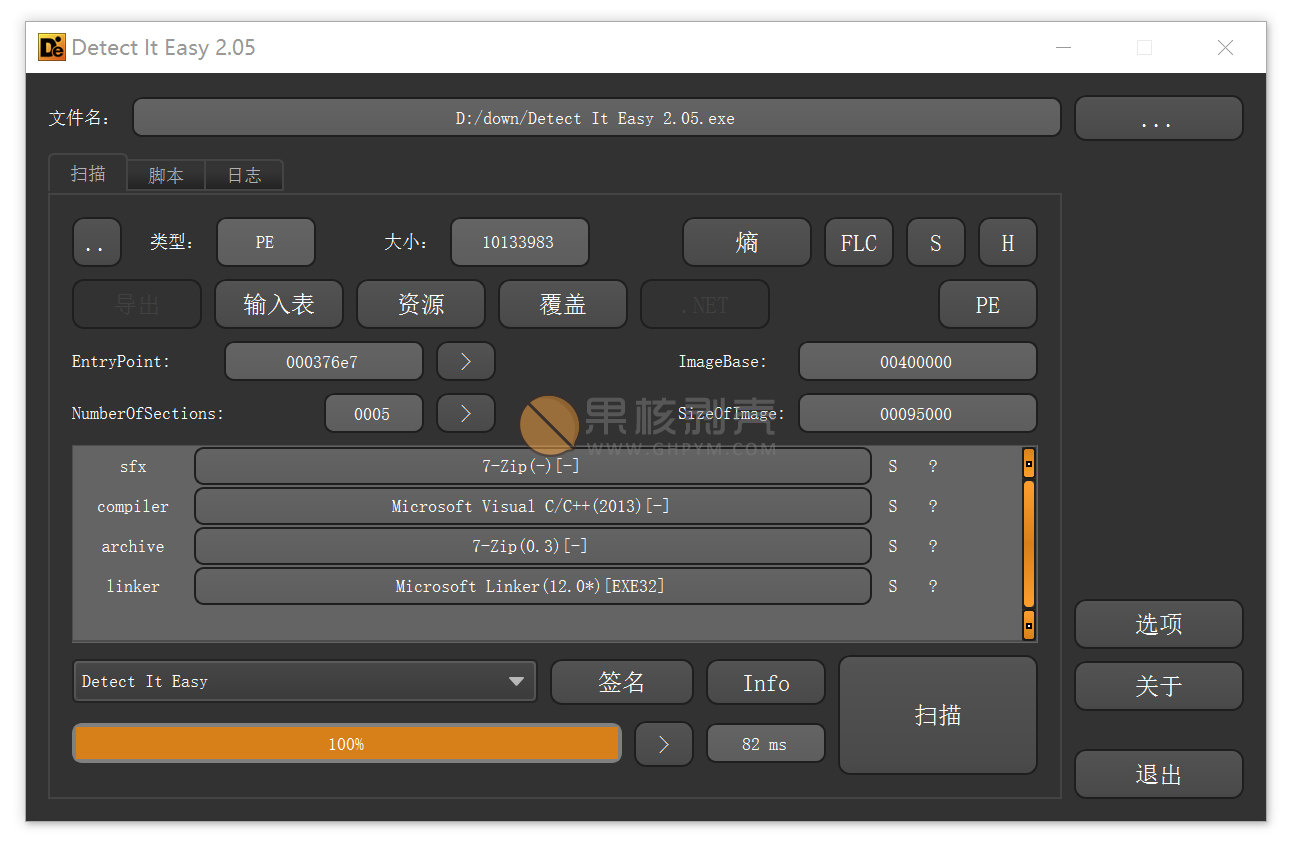 Detect It Easy 2.05
文件名: D:/down/Detect It Easy 2.05.exe ...
扫描 脚本 日志
.. 类型: PE 大小: 10133983 熵 FLC S H
导出 输入表 资源 覆盖 .NET PE
EntryPoint: 000376e7 > ImageBase: 00400000
NumberOfSections: 0005 > SizeOfImage: 00095000
果核剥壳
WWW.GHPYM.COM
sfx 7-Zip(-)[-] S ?
compiler Microsoft Visual C/C++(2013)[-] S ?
archive 7-Zip(0.3)[-] S ?
linker Microsoft Linker(12.0*)[EXE32] S ?
选项
Detect It Easy 签名 Info 扫描 关于
100% > 82 ms 退出